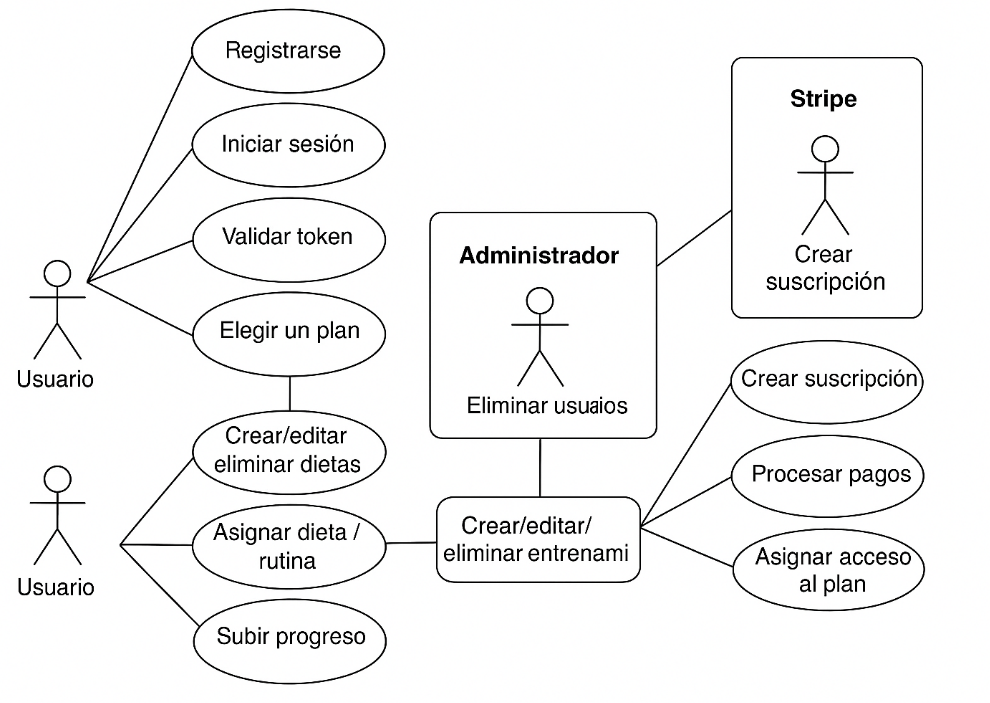 Registrarse
Iniciar sesión
Validar token
Elegir un plan
Usuario
Crear/editar
eliminar dietas
Asignar dieta /
rutina
Subir progreso
Usuario
Administrador
Eliminar usuaios
Crear/editar/
eliminar entrenami
Stripe
Crear
suscripción
Crear suscripción
Procesar pagos
Asignar acceso
al plan